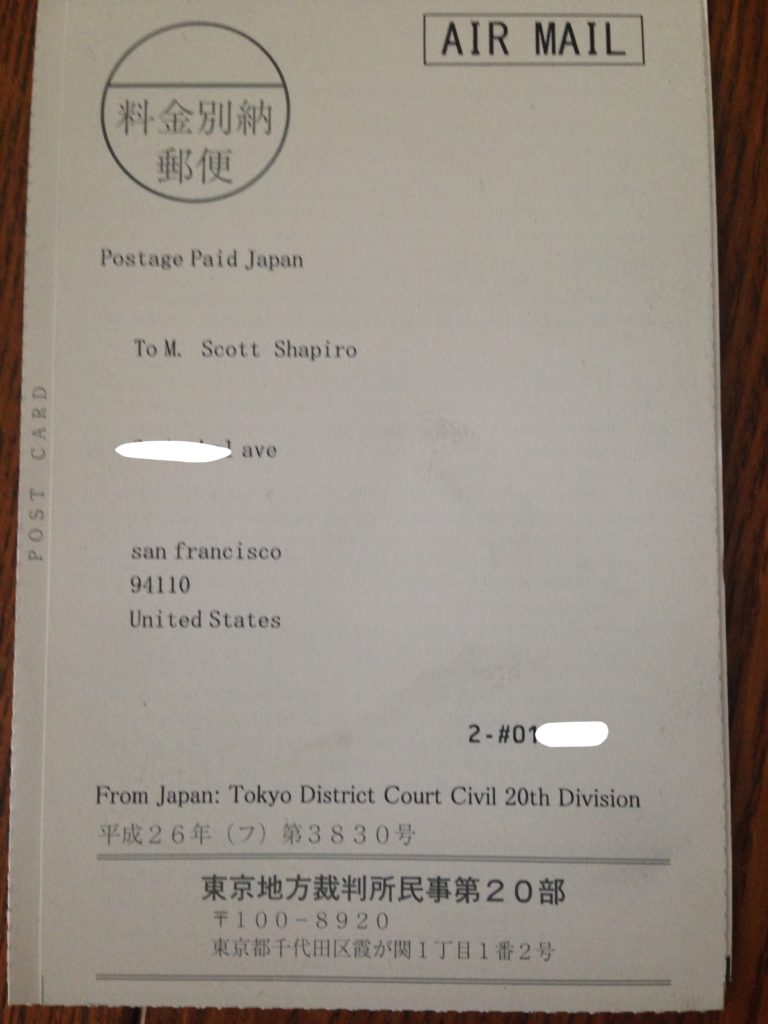 AIR MAIL
料金別納
郵便
Postage Paid Japan
To M. Scott Shapiro
ave
san francisco
94110
United States
POST CARD
2-#01
From Japan: Tokyo District Court Civil 20th Division
平成26年（フ）第3830号
東京地方裁判所民事第20部
〒100-8920
東京都千代田区霞が関1丁目1番2号